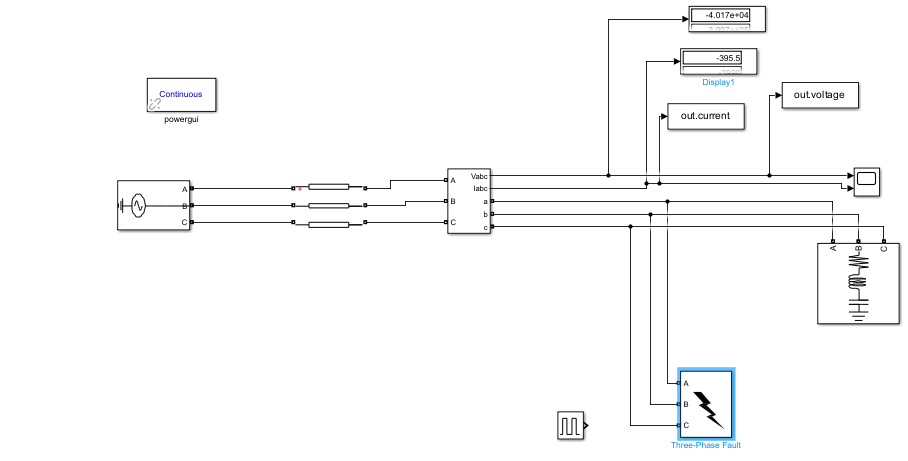 -4.017e+04
-395.5
Display1
Continuous
powergui
out.voltage
out.current
A
B
C
A
B
C
Vabc
Iabc
a
b
c
A
B
C
A
B
C
Three-Phase Fault